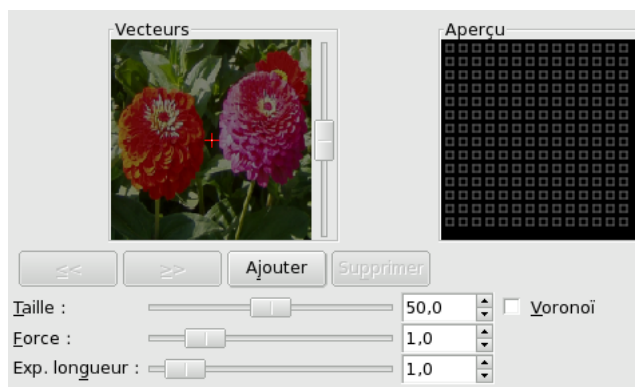 Vecteurs Aperçu
<< >> Ajouter Supprimer
Taille : 50,0 Voronoï
Force : 1,0
Exp. longueur : 1,0